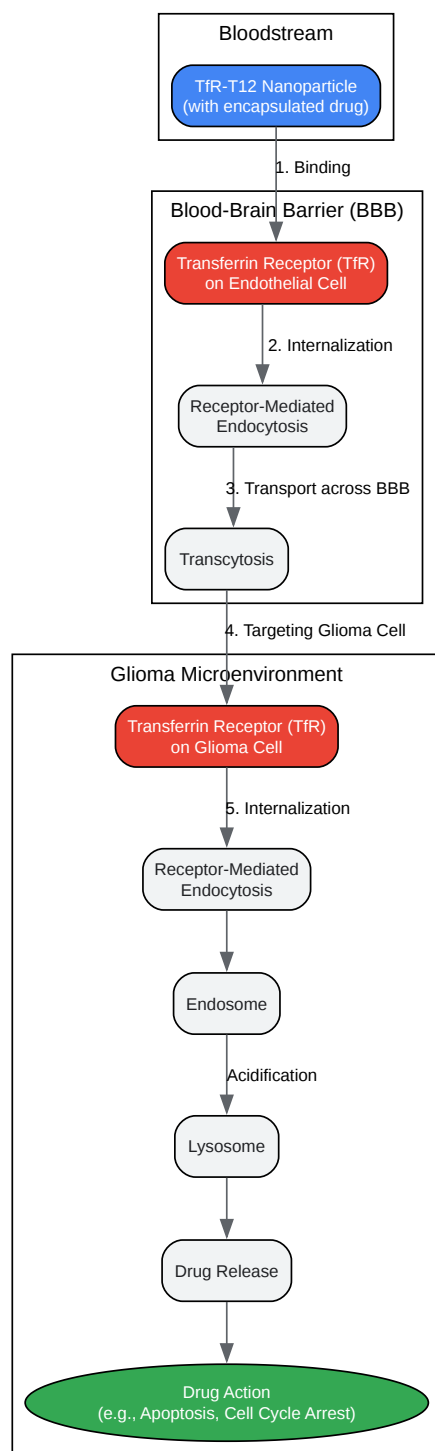 Bloodstream
TfR-T12 Nanoparticle
(with encapsulated drug)
1. Binding
Blood-Brain Barrier (BBB)
Transferrin Receptor (TfR)
on Endothelial Cell
2. Internalization
Receptor-Mediated
Endocytosis
3. Transport across BBB
Transcytosis
4. Targeting Glioma Cell
Glioma Microenvironment
Transferrin Receptor (TfR)
on Glioma Cell
5. Internalization
Receptor-Mediated
Endocytosis
Endosome
Acidification
Lysosome
Drug Release
Drug Action
(e.g., Apoptosis, Cell Cycle Arrest)